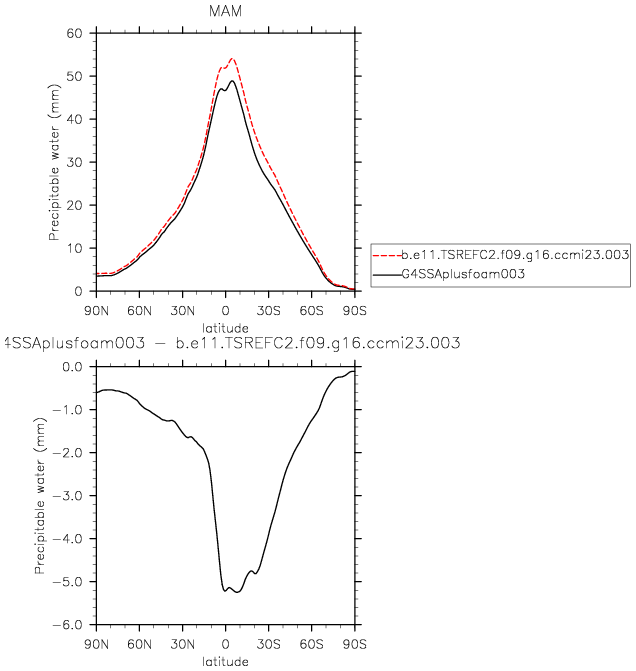 MAM
60
50
40
30
20
10
0
Precipitable water (mm)
90N 60N 30N 0 30S 60S 90S
latitude
b.e11.TSREFC2.f09.g16.ccmi23.003
G4SSAplusfoam003
4SSAplusfoam003 – b.e11.TSREFC2.f09.g16.ccmi23.003
0.0
−1.0
−2.0
−3.0
−4.0
−5.0
−6.0
Precipitable water (mm)
90N 60N 30N 0 30S 60S 90S
latitude